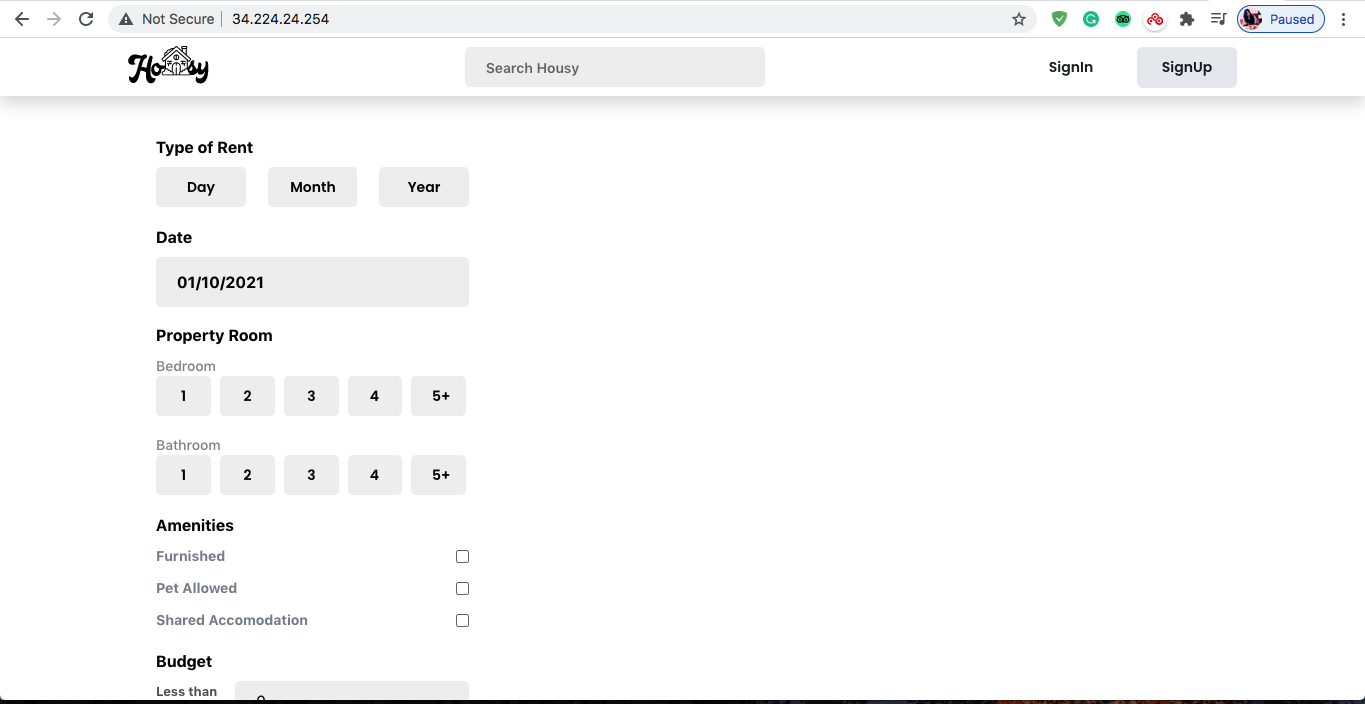 Not Secure | 34.224.24.254
Paused
Housy
Search Housy
SignIn
SignUp
Type of Rent
Day Month Year
Date
01/10/2021
Property Room
Bedroom
1 2 3 4 5+
Bathroom
1 2 3 4 5+
Amenities
Furnished
Pet Allowed
Shared Accomodation
Budget
Less than